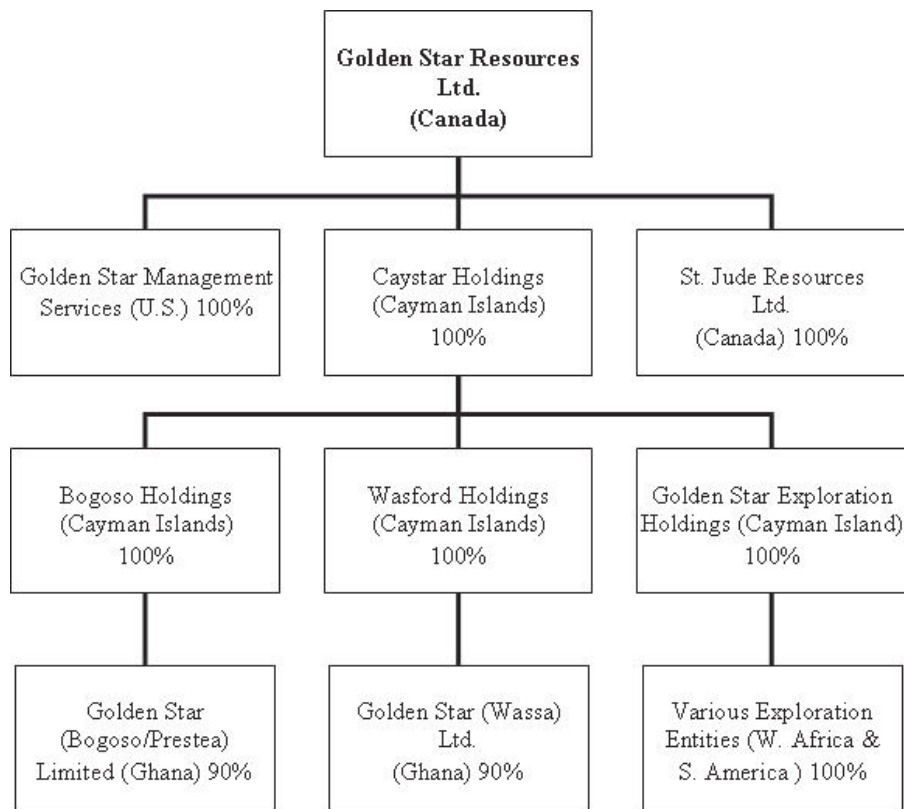 Golden Star Resources
Ltd.
(Canada)
Golden Star Management
Services (U.S.) 100%
Caystar Holdings
(Cayman Islands)
100%
St. Jude Resources
Ltd.
(Canada) 100%
Bogoso Holdings
(Cayman Islands)
100%
Wasford Holdings
(Cayman Islands)
100%
Golden Star Exploration
Holdings (Cayman Island)
100%
Golden Star
(Bogoso/Prestea)
Limited (Ghana) 90%
Golden Star (Wassa)
Ltd.
(Ghana) 90%
Various Exploration
Entities (W. Africa &
S. America ) 100%